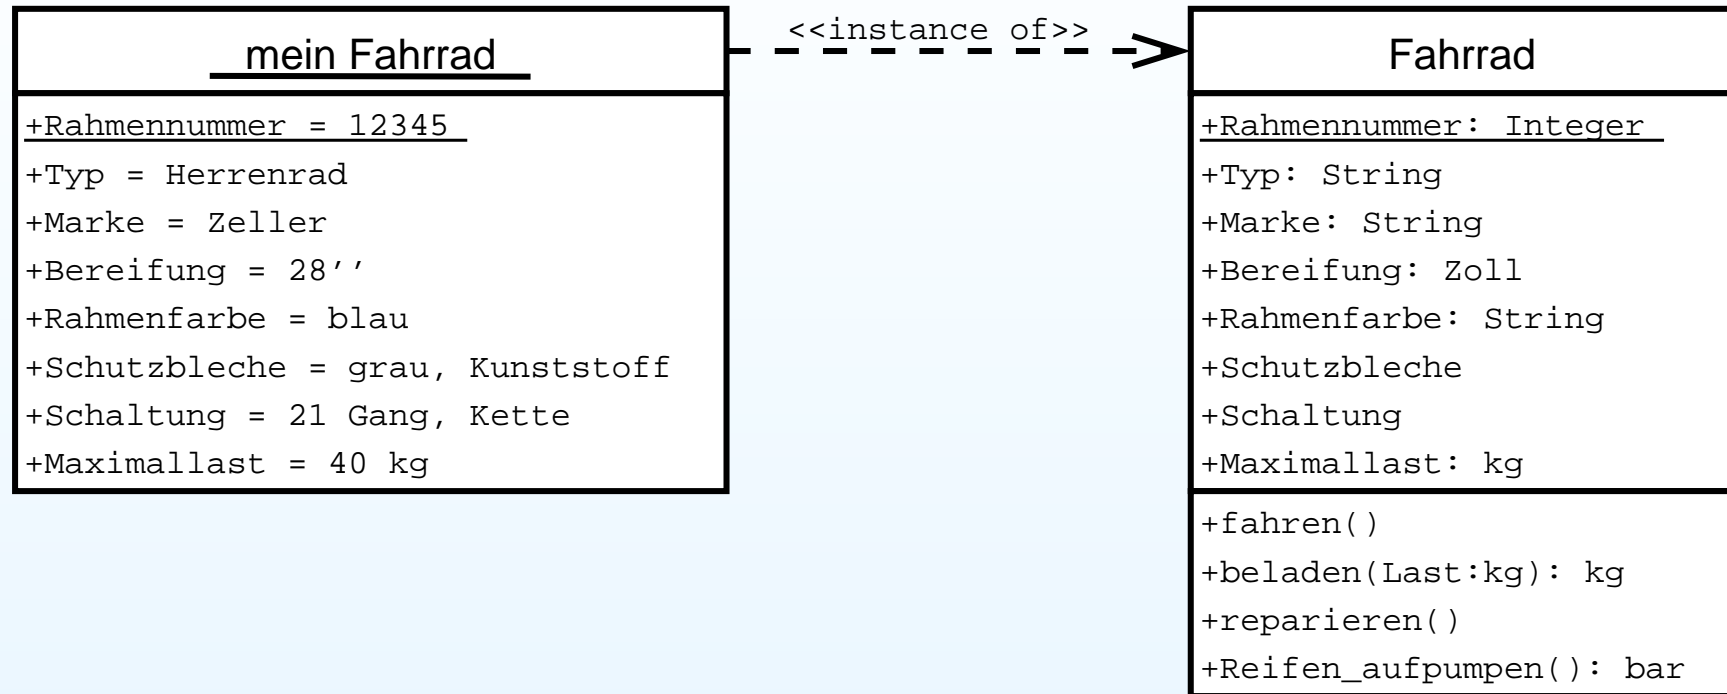 mein Fahrrad
+Rahmennummer = 12345
+Typ = Herrenrad
+Marke = Zeller
+Bereifung = 28’’
+Rahmenfarbe = blau
+Schutzbleche = grau, Kunststoff
+Schaltung = 21 Gang, Kette
+Maximallast = 40 kg
<<instance of>>
Fahrrad
+Rahmennummer: Integer
+Typ: String
+Marke: String
+Bereifung: Zoll
+Rahmenfarbe: String
+Schutzbleche
+Schaltung
+Maximallast: kg
+fahren()
+beladen(Last:kg): kg
+reparieren()
+Reifen_aufpumpen(): bar